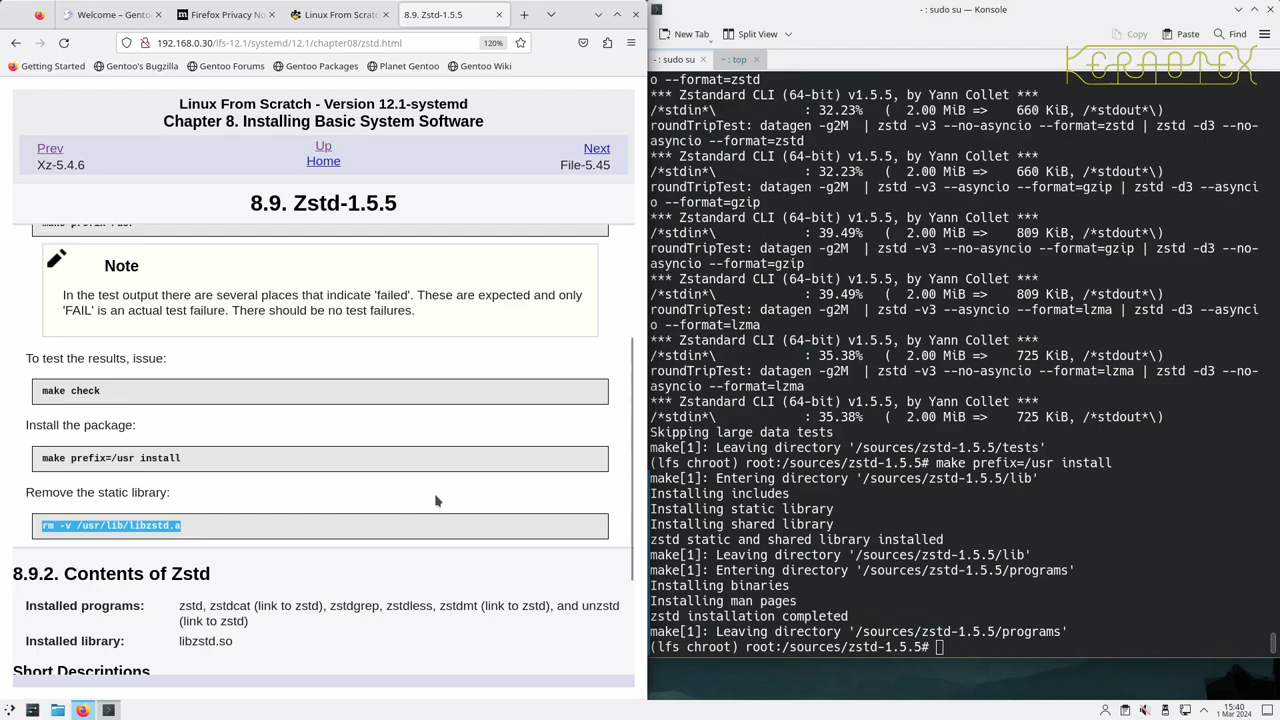 Welcome – Gento
Firefox Privacy No
Linux From Scratch
8.9. Zstd-1.5.5
192.168.0.30/lfs-12.1/systemd/12.1/chapter08/zstd.html
120%
Getting Started
Gentoo's Bugzilla
Gentoo Forums
Gentoo Packages
Planet Gentoo
Gentoo Wiki
Linux From Scratch - Version 12.1-systemd
Chapter 8. Installing Basic System Software
Prev
Up
Next
Xz-5.4.6
Home
File-5.45
8.9. Zstd-1.5.5
Note
In the test output there are several places that indicate 'failed'. These are expected and only
'FAIL' is an actual test failure. There should be no test failures.
To test the results, issue:
make check
Install the package:
make prefix=/usr install
Remove the static library:
rm -v /usr/lib/libzstd.a
8.9.2. Contents of Zstd
Installed programs: zstd, zstdcat (link to zstd), zstdgrep, zstdless, zstdmt (link to zstd), and unzstd
(link to zstd)
Installed library: libzstd.so
Short Descriptions
- : sudo su — Konsole
New Tab
Split View
Copy
Paste
Find
- : sudo su
~ : top
KERAOTEX
o --format=zstd
*** Zstandard CLI (64-bit) v1.5.5, by Yann Collet ***
/*stdin*\            : 32.23%   (  2.00 MiB =>    660 KiB, /*stdout*\)
roundTripTest: datagen -g2M  | zstd -v3 --no-asyncio --format=zstd | zstd -d3 --no-
asyncio --format=zstd
*** Zstandard CLI (64-bit) v1.5.5, by Yann Collet ***
/*stdin*\            : 32.23%   (  2.00 MiB =>    660 KiB, /*stdout*\)
roundTripTest: datagen -g2M  | zstd -v3 --asyncio --format=gzip | zstd -d3 --asynci
o --format=gzip
*** Zstandard CLI (64-bit) v1.5.5, by Yann Collet ***
/*stdin*\            : 39.49%   (  2.00 MiB =>    809 KiB, /*stdout*\)
roundTripTest: datagen -g2M  | zstd -v3 --no-asyncio --format=gzip | zstd -d3 --no-
asyncio --format=gzip
*** Zstandard CLI (64-bit) v1.5.5, by Yann Collet ***
/*stdin*\            : 39.49%   (  2.00 MiB =>    809 KiB, /*stdout*\)
roundTripTest: datagen -g2M  | zstd -v3 --asyncio --format=lzma | zstd -d3 --asynci
o --format=lzma
*** Zstandard CLI (64-bit) v1.5.5, by Yann Collet ***
/*stdin*\            : 35.38%   (  2.00 MiB =>    725 KiB, /*stdout*\)
roundTripTest: datagen -g2M  | zstd -v3 --no-asyncio --format=lzma | zstd -d3 --no-
asyncio --format=lzma
*** Zstandard CLI (64-bit) v1.5.5, by Yann Collet ***
/*stdin*\            : 35.38%   (  2.00 MiB =>    725 KiB, /*stdout*\)
Skipping large data tests
make[1]: Leaving directory '/sources/zstd-1.5.5/tests'
(lfs chroot) root:/sources/zstd-1.5.5# make prefix=/usr install
make[1]: Entering directory '/sources/zstd-1.5.5/lib'
Installing includes
Installing static library
Installing shared library
zstd static and shared library installed
make[1]: Leaving directory '/sources/zstd-1.5.5/lib'
make[1]: Entering directory '/sources/zstd-1.5.5/programs'
Installing binaries
Installing man pages
zstd installation completed
make[1]: Leaving directory '/sources/zstd-1.5.5/programs'
(lfs chroot) root:/sources/zstd-1.5.5#
15:40
1 Mar 2024